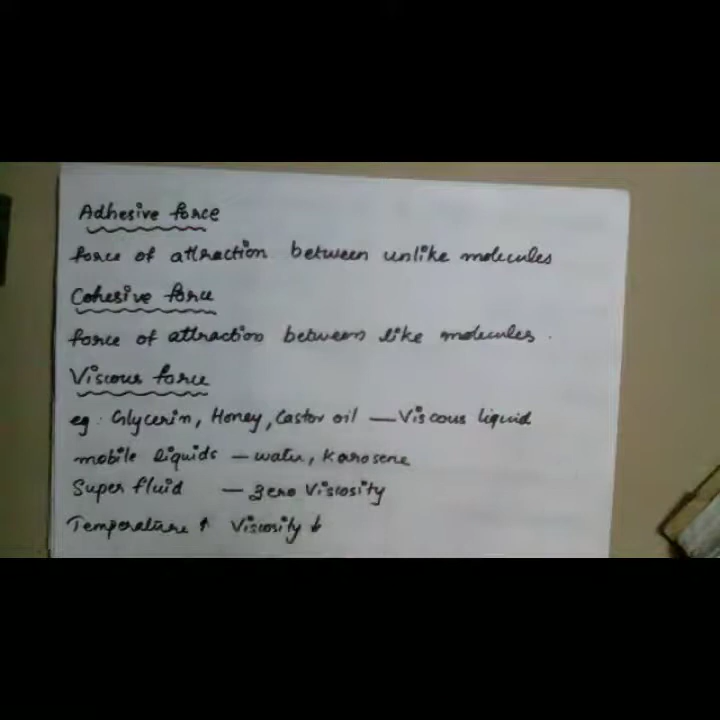 Adhesive force
force of attraction between unlike molecules
Cohesive force
force of attraction between like molecules.
Viscous force
eg: Glycerin, Honey, Castor oil — Viscous liquid
mobile liquids — water, Karosene
Super fluid — zero Viscosity
Temperature ↑ Viscosity ↓